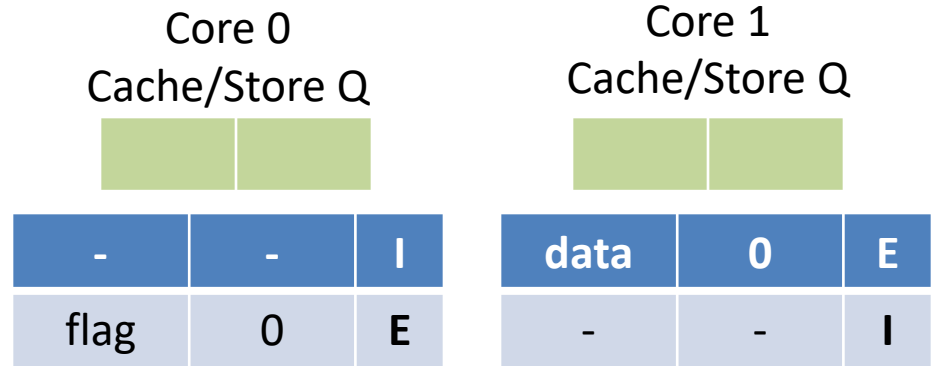 Core 0
Cache/Store Q
- - I
flag 0 E
Core 1
Cache/Store Q
data 0 E
- - I